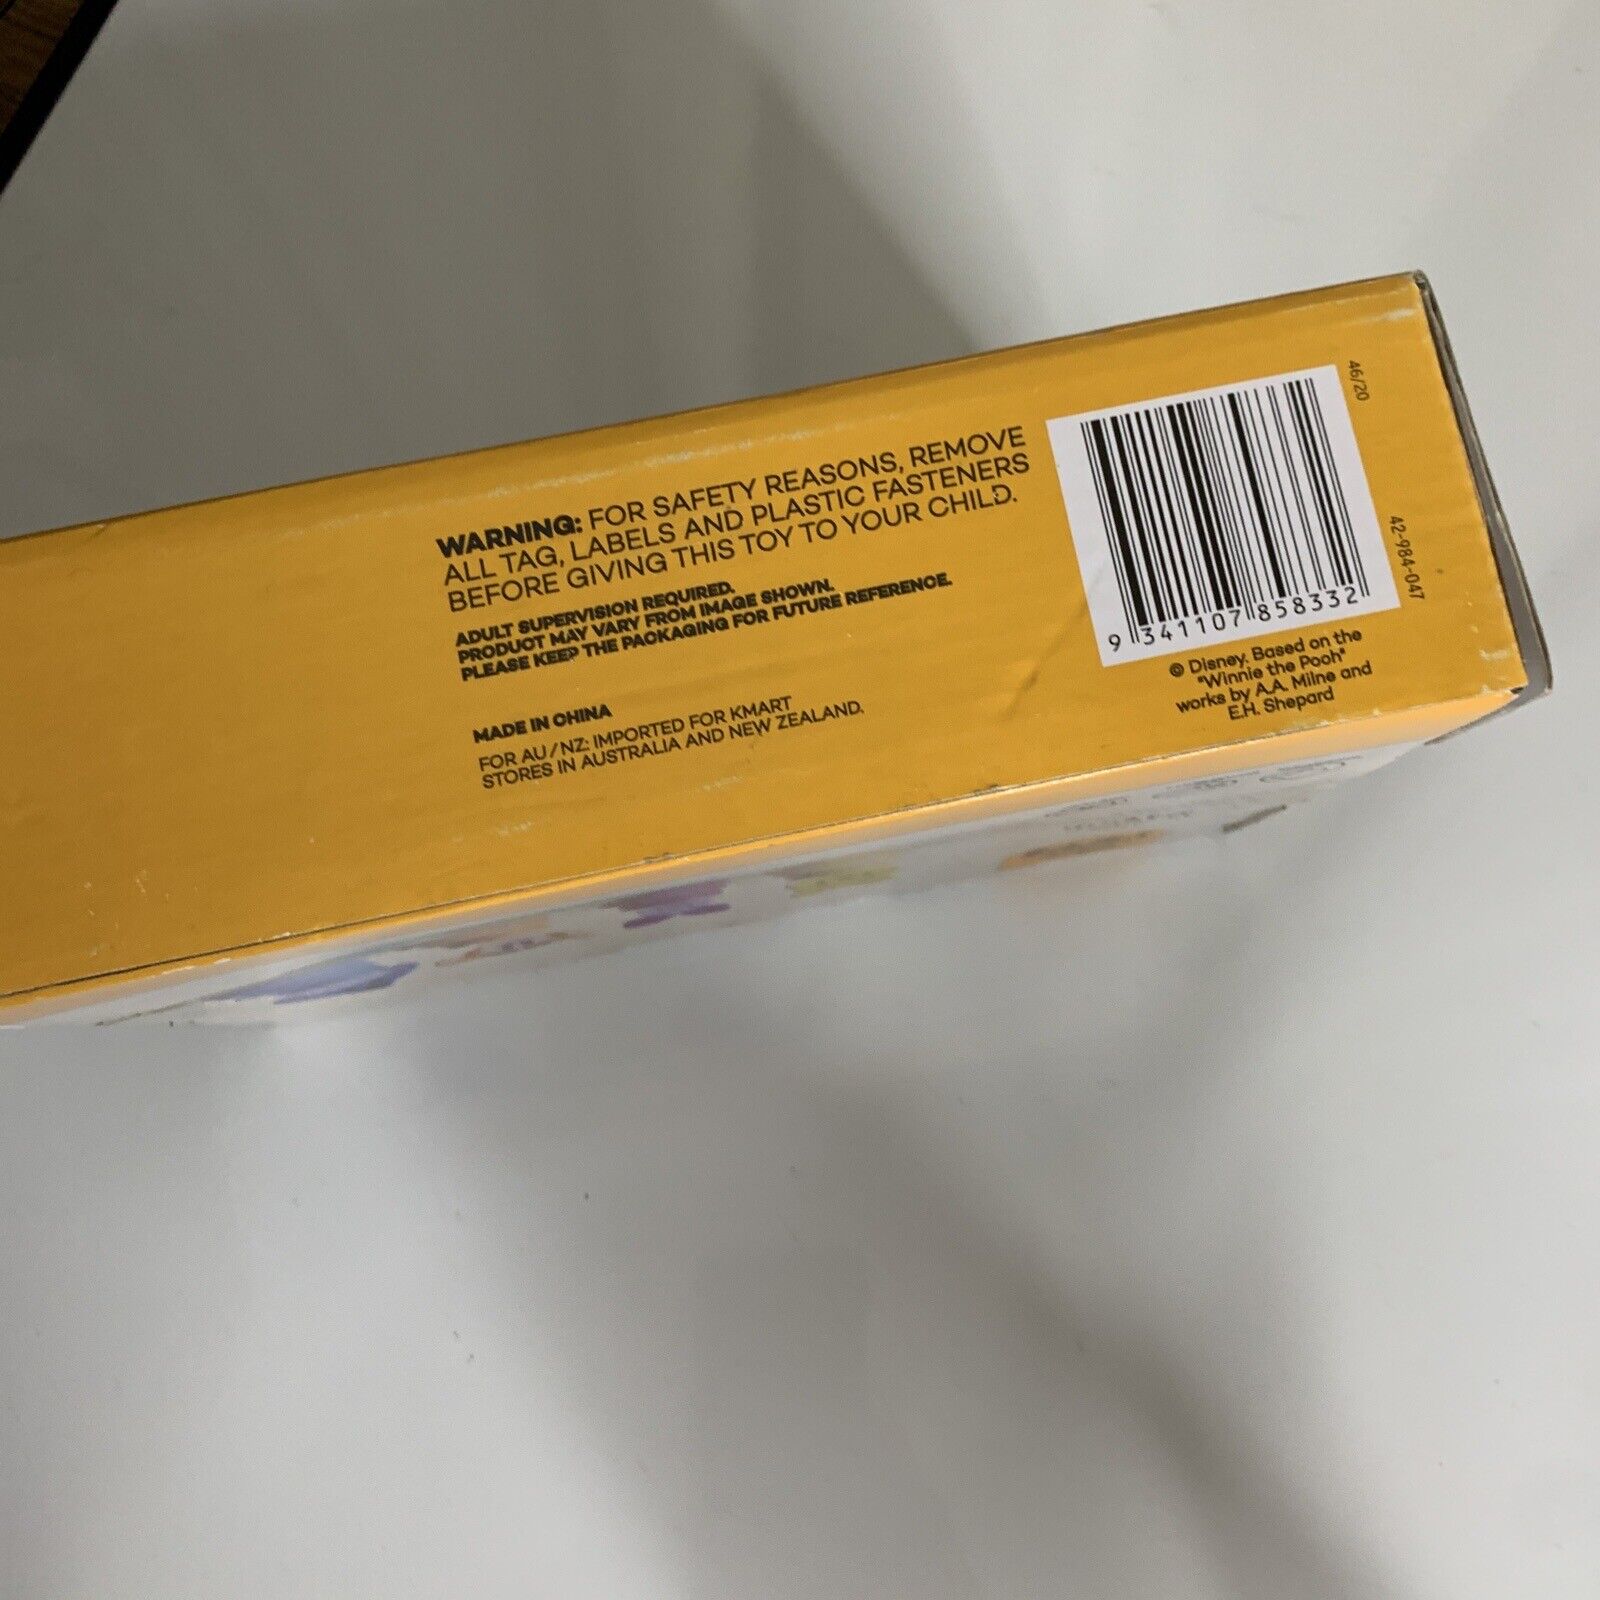 WARNING: FOR SAFETY REASONS, REMOVE
ALL TAG, LABELS AND PLASTIC FASTENERS
BEFORE GIVING THIS TOY TO YOUR CHILD.
ADULT SUPERVISION REQUIRED.
PRODUCT MAY VARY FROM IMAGE SHOWN.
PLEASE KEEP THE PACKAGING FOR FUTURE REFERENCE.
MADE IN CHINA
FOR AU/NZ: IMPORTED FOR KMART
STORES IN AUSTRALIA AND NEW ZEALAND.
46/20
42-984-047
9 341107 858332
© Disney. Based on the
"Winnie the Pooh"
works by A.A. Milne and
E.H. Shepard